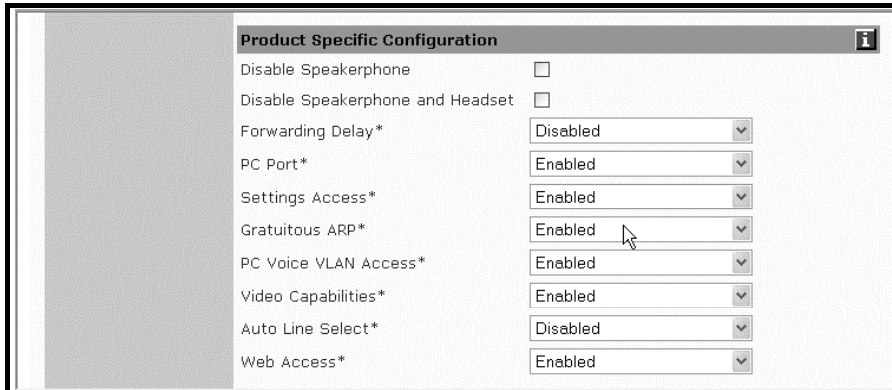 Product Specific Configuration i
Disable Speakerphone
Disable Speakerphone and Headset
Forwarding Delay* Disabled
PC Port* Enabled
Settings Access* Enabled
Gratuitous ARP* Enabled
PC Voice VLAN Access* Enabled
Video Capabilities* Enabled
Auto Line Select* Disabled
Web Access* Enabled